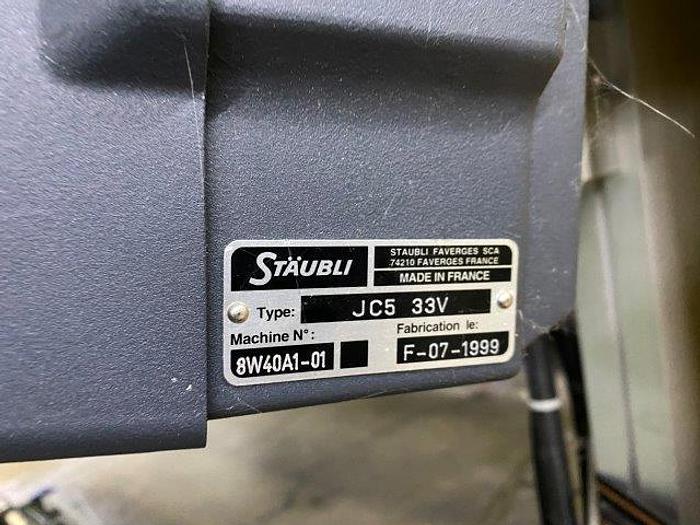 STÄUBLI
STAUBLI FAVERGES SCA
74210 FAVERGES FRANCE
MADE IN FRANCE
Type: JC5 33V
Machine N°: Fabrication le:
8W40A1-01 F-07-1999